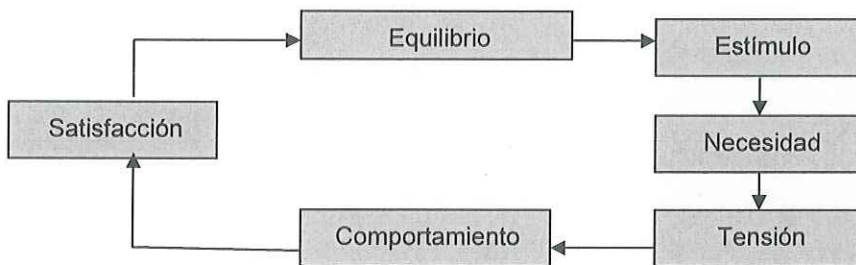 Equilibrio
Estímulo
Satisfacción
Necesidad
Comportamiento
Tensión